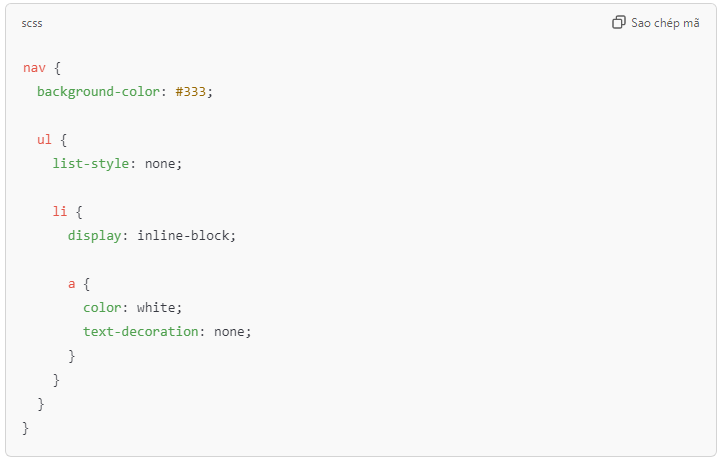 scss
Sao chép mã
nav {
  background-color: #333;
  ul {
    list-style: none;
    li {
      display: inline-block;
      a {
        color: white;
        text-decoration: none;
      }
    }
  }
}